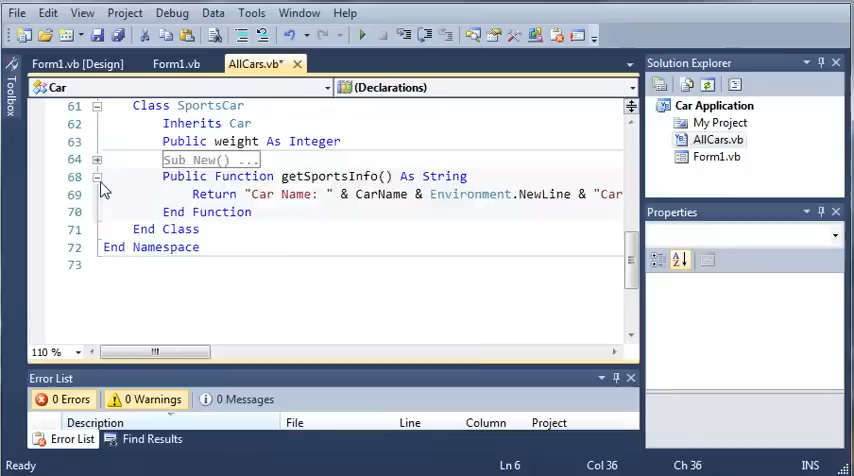 File Edit View Project Debug Data Tools Window Help
Form1.vb [Design] Form1.vb AllCars.vb*
Car (Declarations)
61 Class SportsCar
62 Inherits Car
63 Public weight As Integer
64 Sub New() ...
68 Public Function getSportsInfo() As String
69 Return "Car Name: " & CarName & Environment.NewLine & "Car
70 End Function
71 End Class
72 End Namespace
73
110 %
Toolbox
Solution Explorer
Car Application
My Project
AllCars.vb
Form1.vb
Properties
Error List
0 Errors 0 Warnings 0 Messages
Description File Line Column Project
Error List Find Results
Ready Ln 6 Col 36 Ch 36 INS